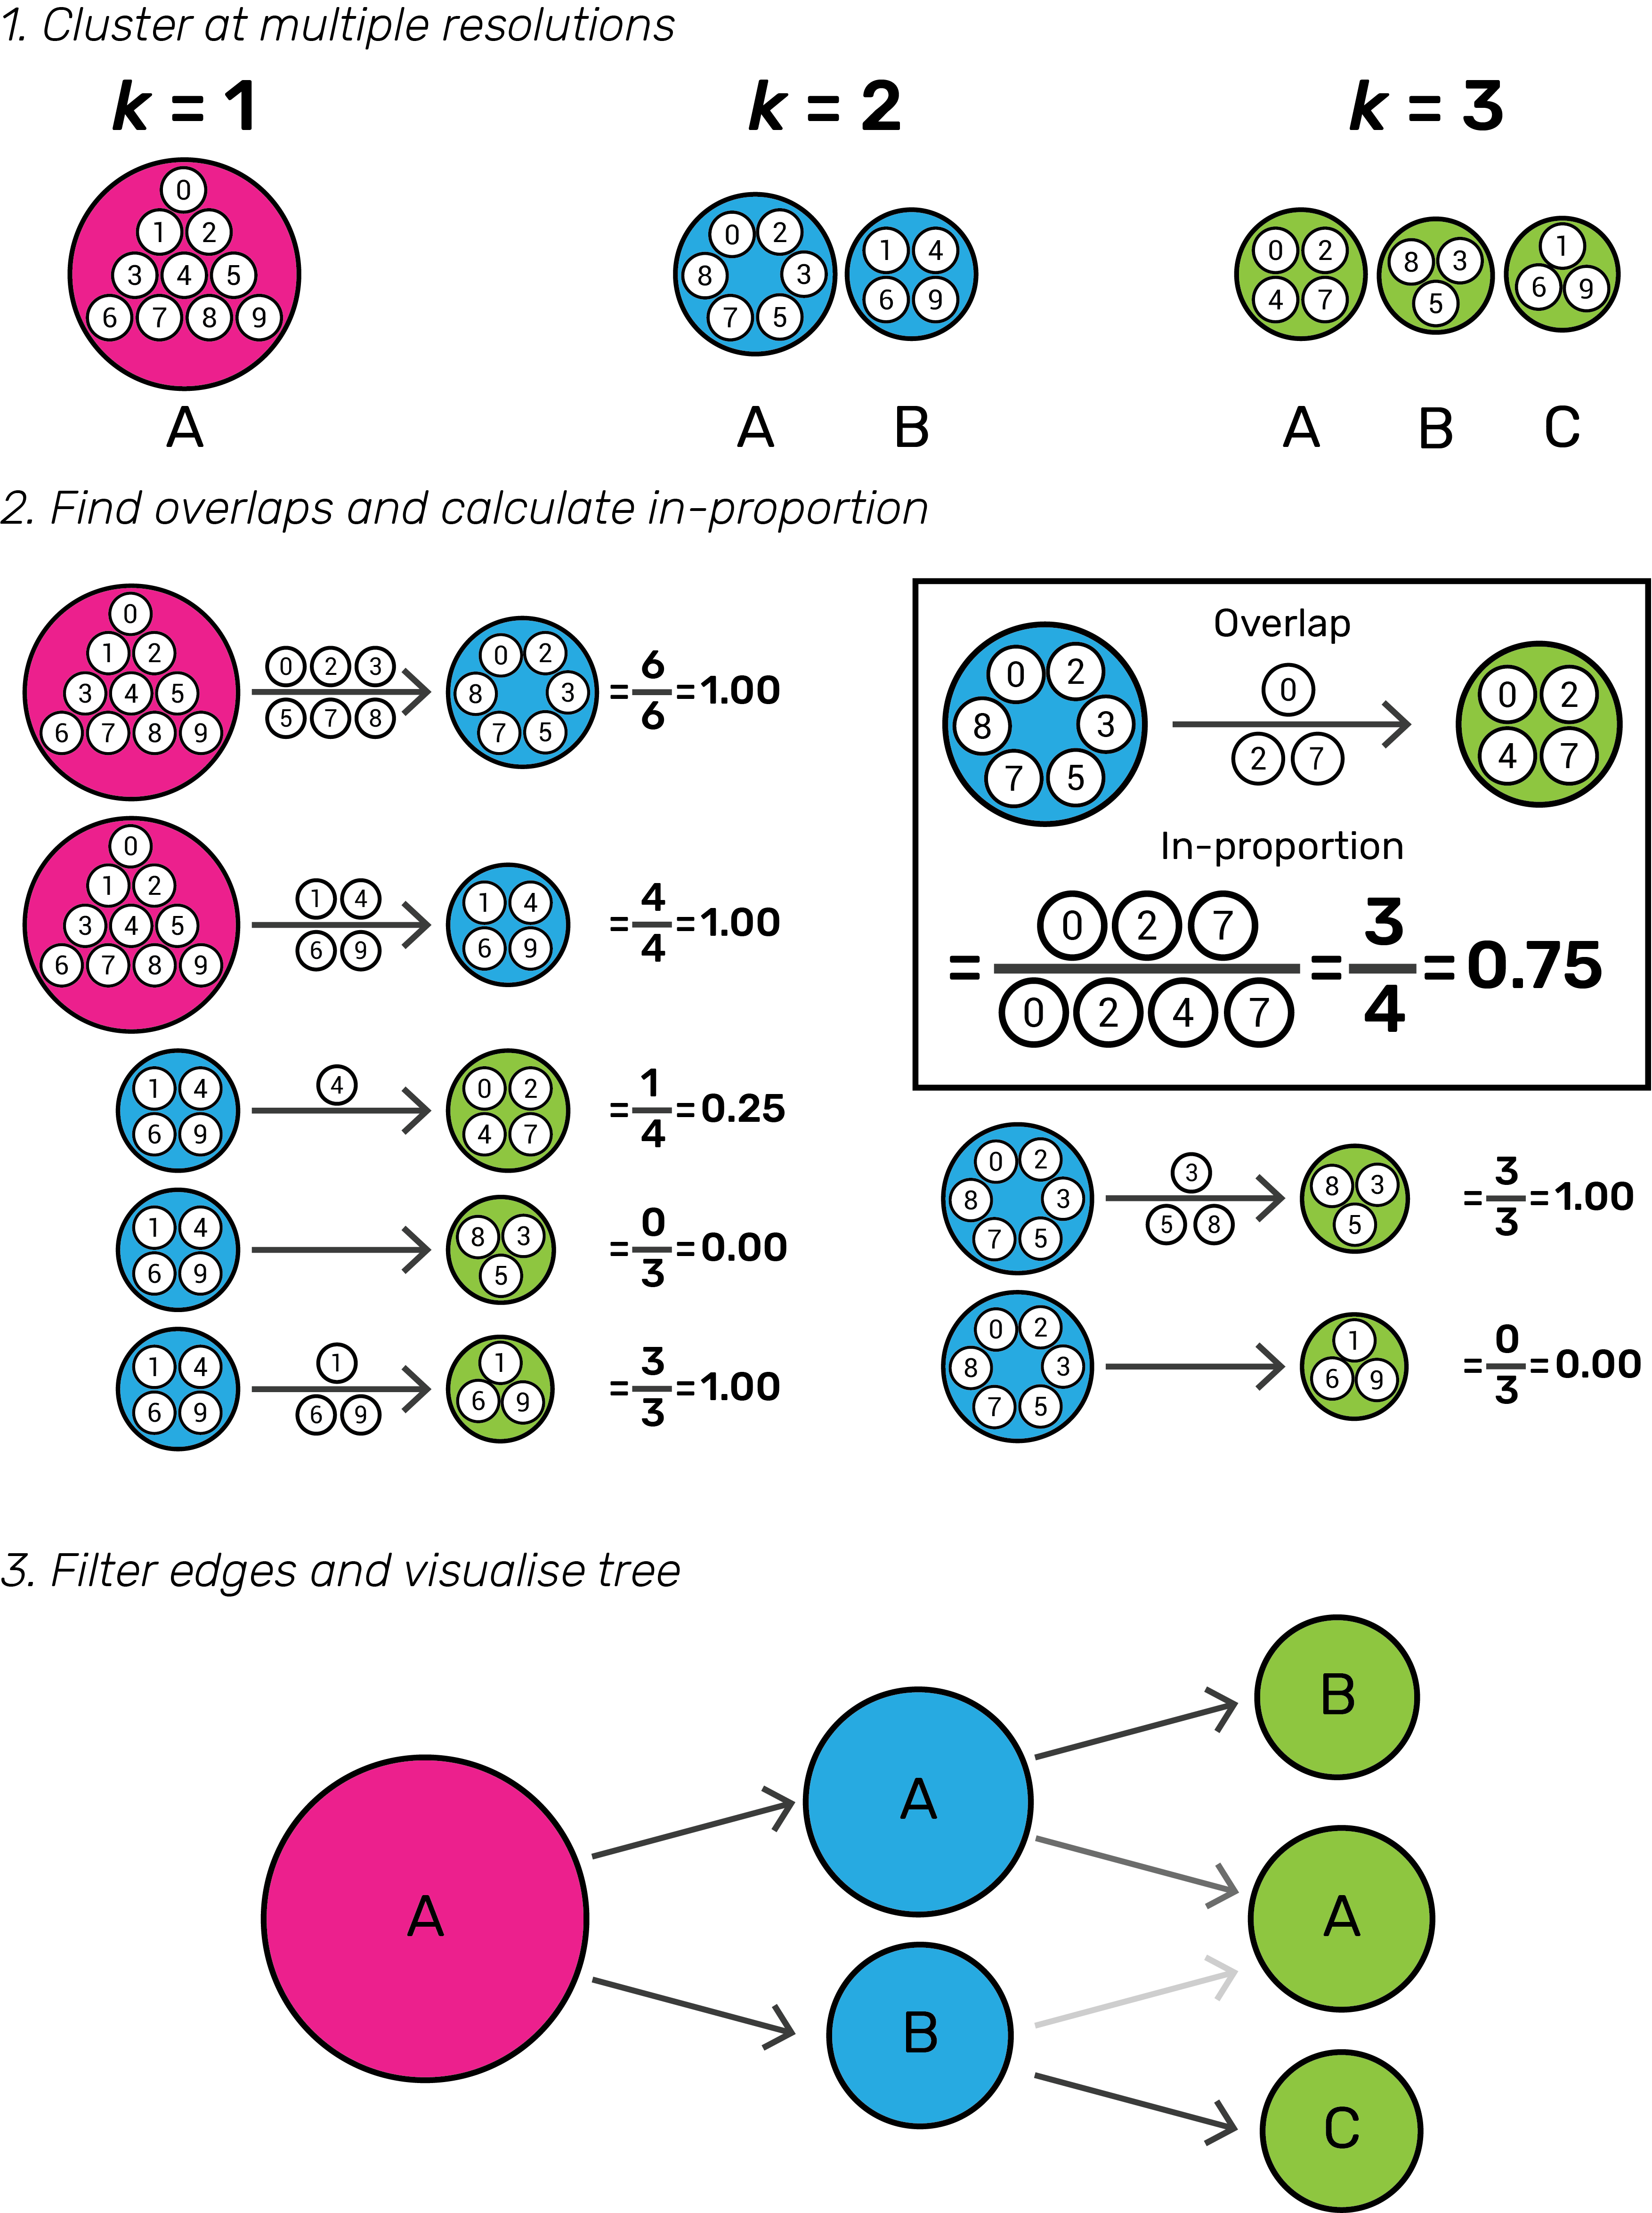 1. Cluster at multiple resolutions
k = 1
k = 2
k = 3
0
1 2
3 4 5
6 7 8 9
0 2
8 3
7 5
1 4
6 9
0 2
4 7
8 3
5
1
6 9
A
A
B
A
B
C
2. Find overlaps and calculate in-proportion
0
1 2
3 4 5
6 7 8 9
0 2 3
5 7 8
0 2
8 3
7 5
= 6/6 = 1.00
0
1 2
3 4 5
6 7 8 9
1 4
6 9
1 4
6 9
= 4/4 = 1.00
1 4
6 9
4
0 2
4 7
= 1/4 = 0.25
1 4
6 9
8 3
5
= 0/3 = 0.00
1 4
6 9
1
6 9
1
6 9
= 3/3 = 1.00
Overlap
0 2
8 3
7 5
0
2 7
0 2
4 7
In-proportion
= 0 2 7 / 0 2 4 7 = 3/4 = 0.75
0 2
8 3
7 5
3
5 8
8 3
5
= 3/3 = 1.00
0 2
8 3
7 5
1
6 9
= 0/3 = 0.00
3. Filter edges and visualise tree
A
A
B
B
A
C